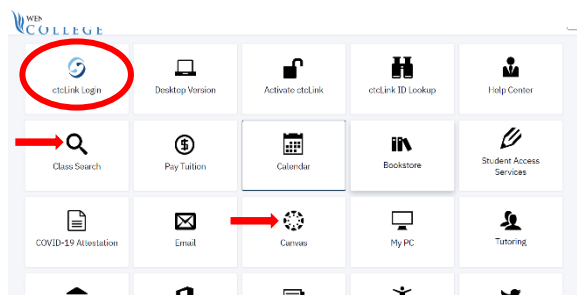 WEN
COLLEGE
ctcLink Login
Desktop Version
Activate ctcLink
ctcLink ID Lookup
Help Center
Class Search
Pay Tuition
Calendar
Bookstore
Student Access
Services
COVID-19 Attestation
Email
Canvas
My PC
Tutoring